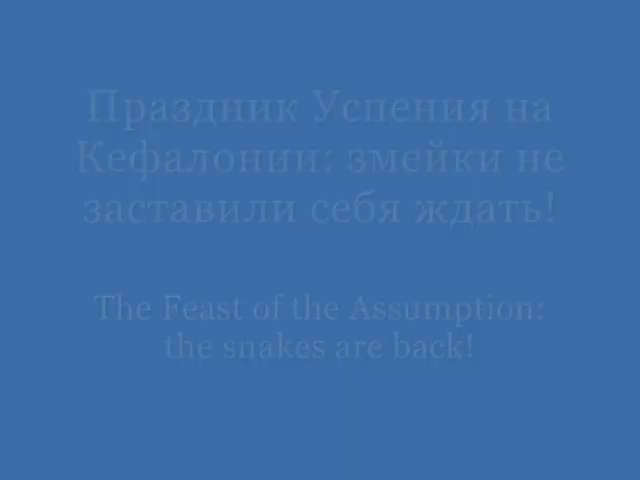 Праздник Успения на
Кефалонии: змейки не
заставили себя ждать!
The Feast of the Assumption:
the snakes are back!